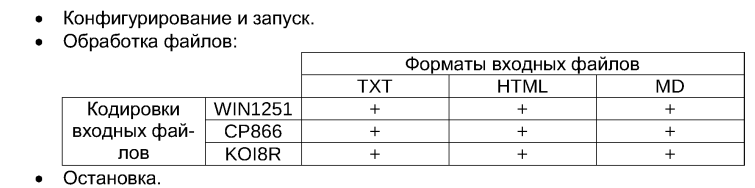 • Конфигурирование и запуск.
• Обработка файлов:
Форматы входных файлов
TXT HTML MD
Кодировки входных фай-лов
WIN1251 + + +
CP866 + + +
KOI8R + + +
• Остановка.